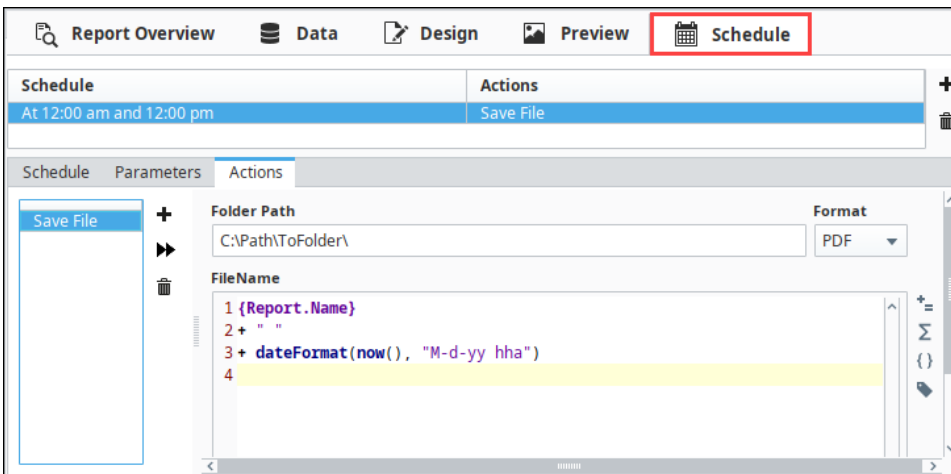 Report Overview Data Design Preview Schedule
Schedule Actions
At 12:00 am and 12:00 pm Save File
Schedule Parameters Actions
Save File
Folder Path Format
C:\Path\ToFolder\ PDF
FileName
1 {Report.Name}
2 + " "
3 + dateFormat(now(), "M-d-yy hha")
4